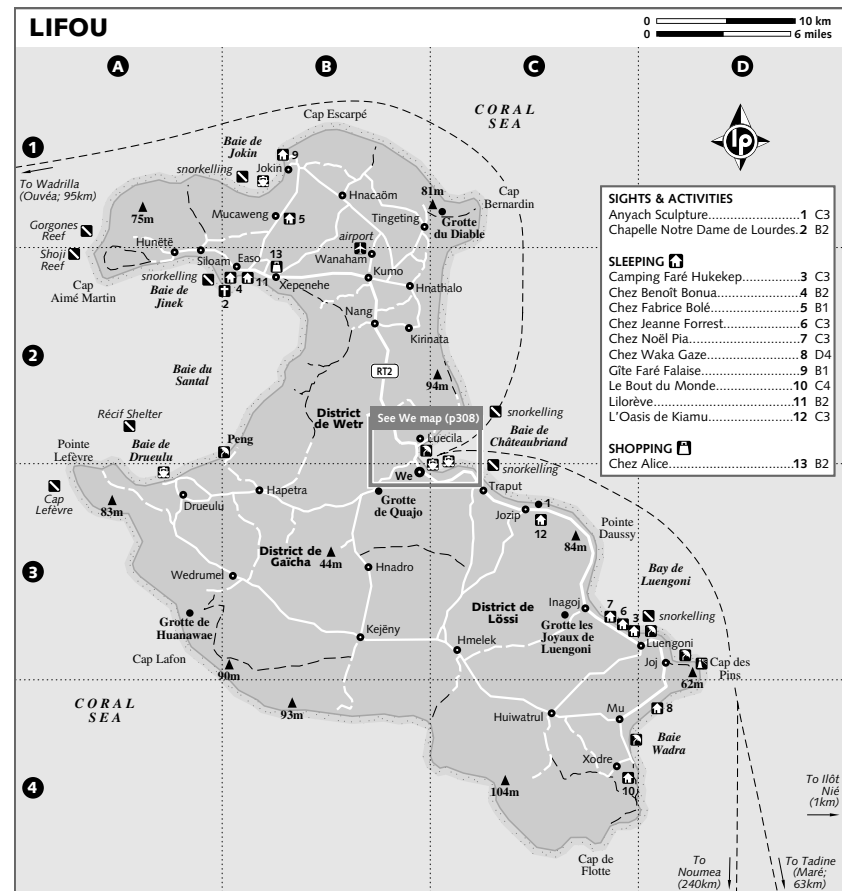 LIFOU
0 10 km
0 6 miles
A
B
C
D
1
2
3
4
CORAL
SEA
Cap Escarpé
Baie de
Jokin
9
snorkelling
Jokin
To Wadrilla
(Ouvéa; 95km)
Hnacaöm
81m
Cap
Bernardin
75m
Mucaweng
5
Tingeting
Grotte
du Diable
Gorgones
Reef
airport
Hunëtë
Shoji
Reef
Siloam
Easo
13
Wanaham
snorkelling
Xepenehe
Kumo
Cap
Aimé Martin
Baie de
Jinek
2
4
11
Hnathalo
Nang
Kirinata
Baie du
Santal
RT2
94m
District
de Wetr
See We map (p308)
snorkelling
Récif Shelter
Luecila
Baie de
Châteaubriand
Pointe
Lefèvre
Baie de
Drueulu
Peng
We
snorkelling
Cap
Lefèvre
83m
Drueulu
Hapetra
Grotte
de Quajo
Traput
Jozip
1
12
Pointe
Daussy
District de
Gaïcha
44m
84m
Wedrumel
Hnadro
Bay de
Luengoni
District de
Lössi
Inagoj
7
6
3
snorkelling
Grotte de
Huanawae
Grotte les
Joyaux de
Luengoni
Luengoni
Kejëny
Hmelek
Cap Lafon
Joj
Cap des
Pins
90m
62m
CORAL
SEA
93m
Huiwatrul
Mu
8
Baie
Wadra
Xodre
104m
10
To Ilôt
Nié
(1km)
Cap de
Flotte
To
Noumea
(240km)
To Tadine
(Maré;
63km)
lp
SIGHTS & ACTIVITIES
Anyach Sculpture.....................1 C3
Chapelle Notre Dame de Lourdes.2 B2
SLEEPING
Camping Faré Hukekep..............3 C3
Chez Benoît Bonua....................4 B2
Chez Fabrice Bolé......................5 B1
Chez Jeanne Forrest...................6 C3
Chez Noël Pia............................7 C3
Chez Waka Gaze........................8 D4
Gîte Faré Falaise.........................9 B1
Le Bout du Monde...................10 C4
Lilorève....................................11 B2
L'Oasis de Kiamu......................12 C3
SHOPPING
Chez Alice................................13 B2